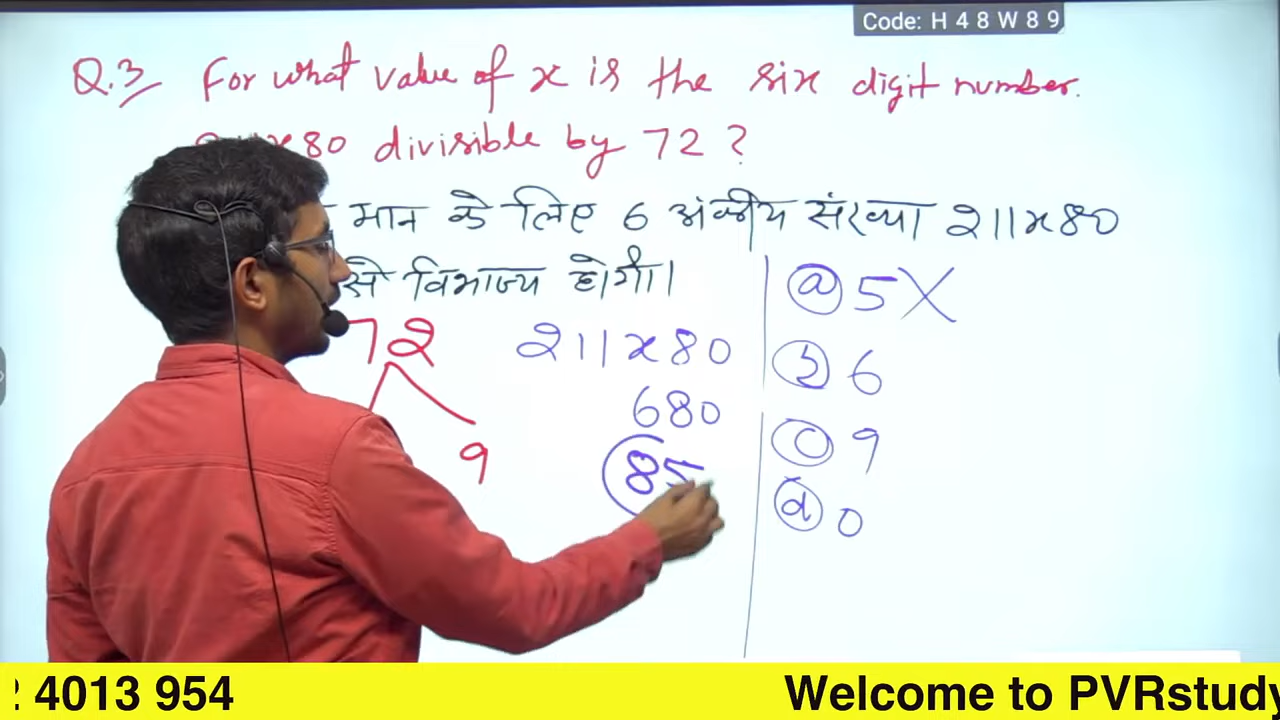 Code: H 4 8 W 8 9
Q.3 For what value of x is the six digit number.
x80 divisible by 72 ?
मान के लिए 6 अंकीय संख्या 211x80
से विभाज्य होगी।
72
9
211x80
680
85
(a) 5 X
(b) 6
(c) 9
(d) 0
4013 954
Welcome to PVRstudy